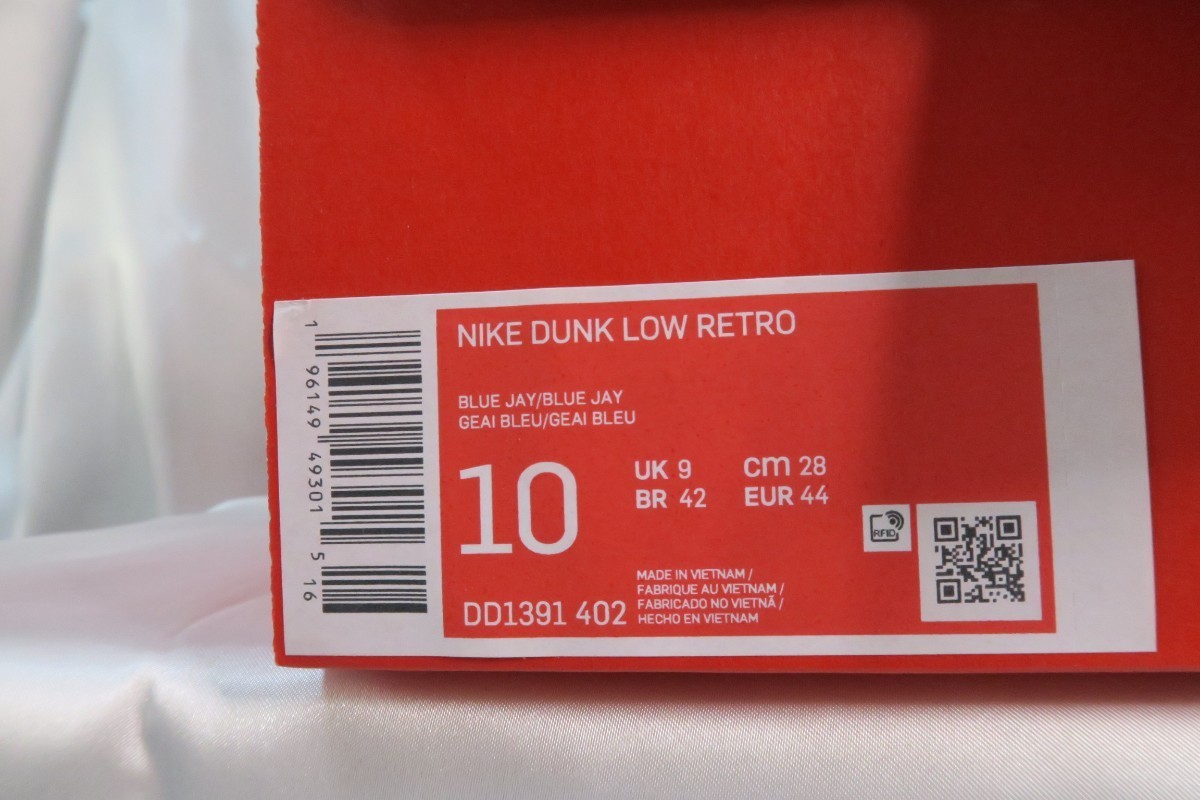 1 96149 49301 5 16
NIKE DUNK LOW RETRO
BLUE JAY/BLUE JAY
GEAI BLEU/GEAI BLEU
10
UK 9 cm 28
BR 42 EUR 44
RFID
MADE IN VIETNAM /
FABRIQUE AU VIETNAM /
FABRICADO NO VIETNÃ /
HECHO EN VIETNAM
DD1391 402